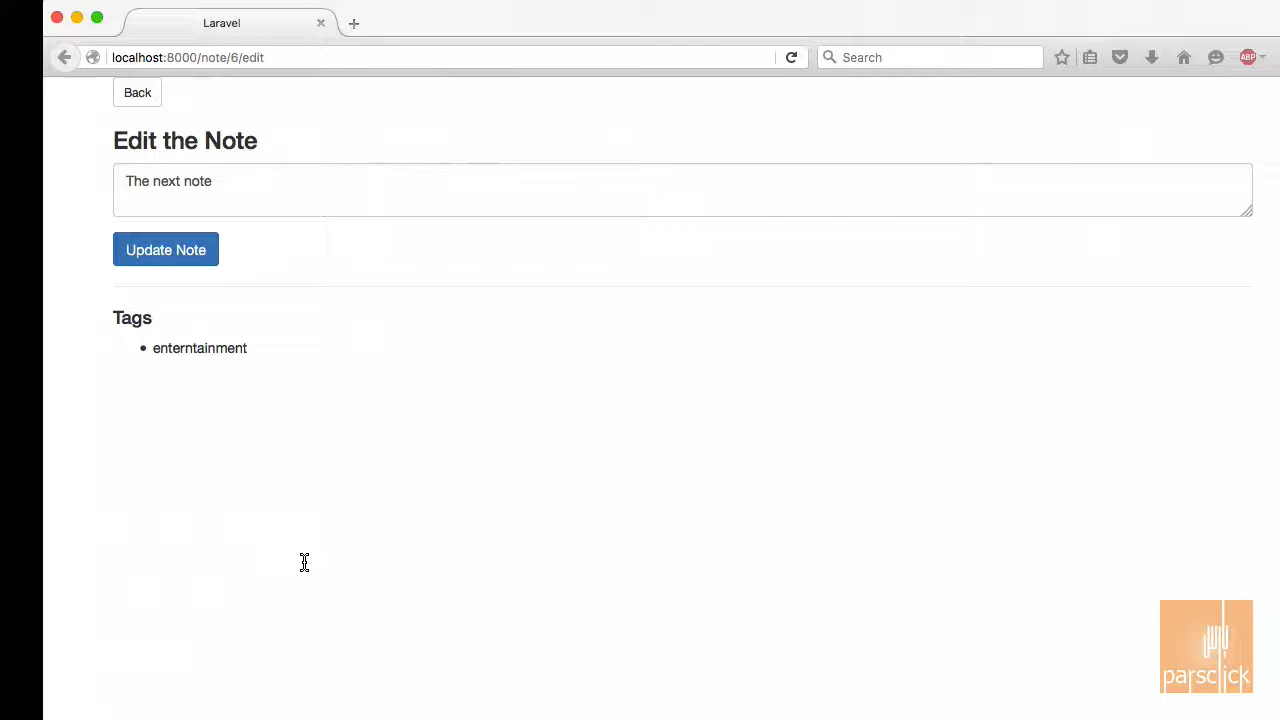 Laravel
localhost:8000/note/6/edit
Search
ABP
Back
Edit the Note
The next note
Update Note
Tags
enterntainment
parsclick